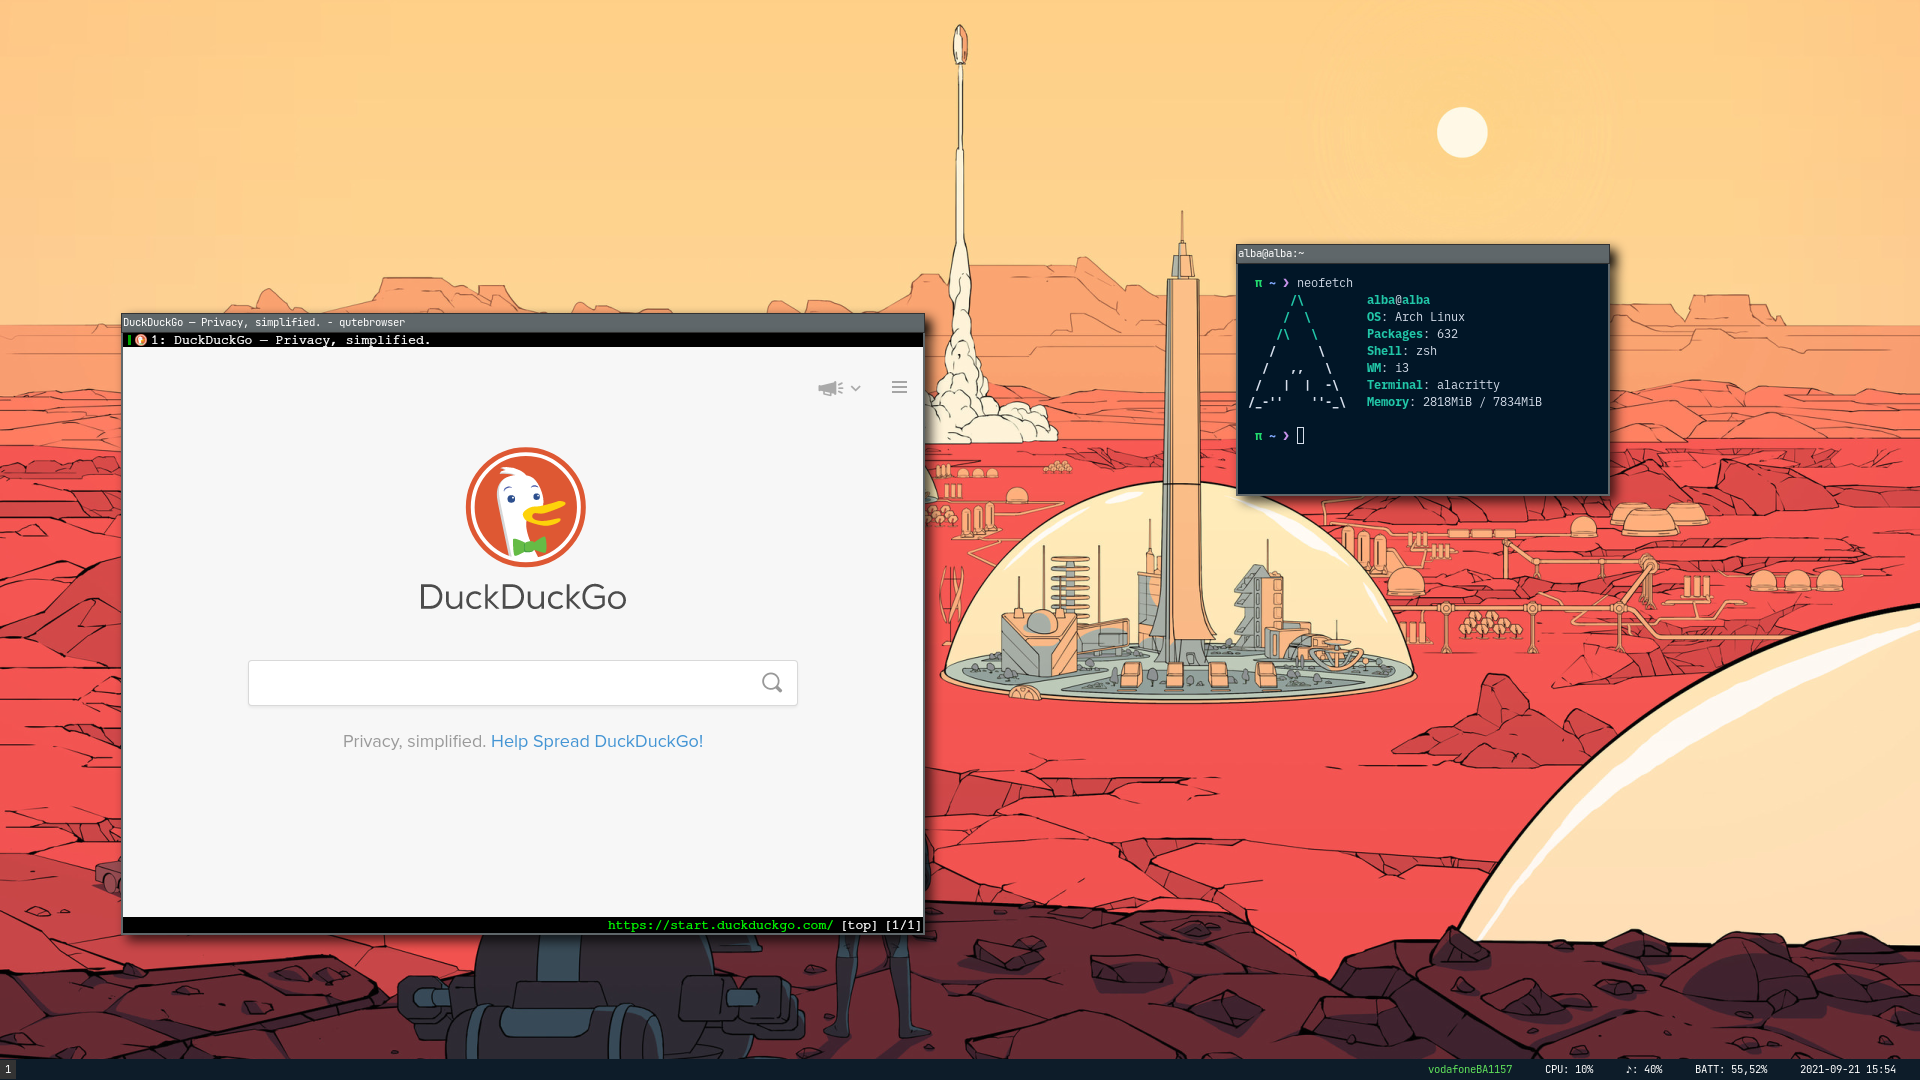 DuckDuckGo — Privacy, simplified. - qutebrowser
1: DuckDuckGo — Privacy, simplified.
DuckDuckGo
Privacy, simplified. Help Spread DuckDuckGo!
https://start.duckduckgo.com/ [top] [1/1]
alba@alba:~
π ~ ❯ neofetch
/\ alba@alba
/  \ OS: Arch Linux
/\   \ Packages: 632
/      \ Shell: zsh
/   ,,   \ WM: i3
/   |  |  -\ Terminal: alacritty
/_-''    ''-_\ Memory: 2818MiB / 7834MiB
π ~ ❯
1
vodafoneBA1157 CPU: 10% ♪: 40% BATT: 55,52% 2021-09-21 15:54